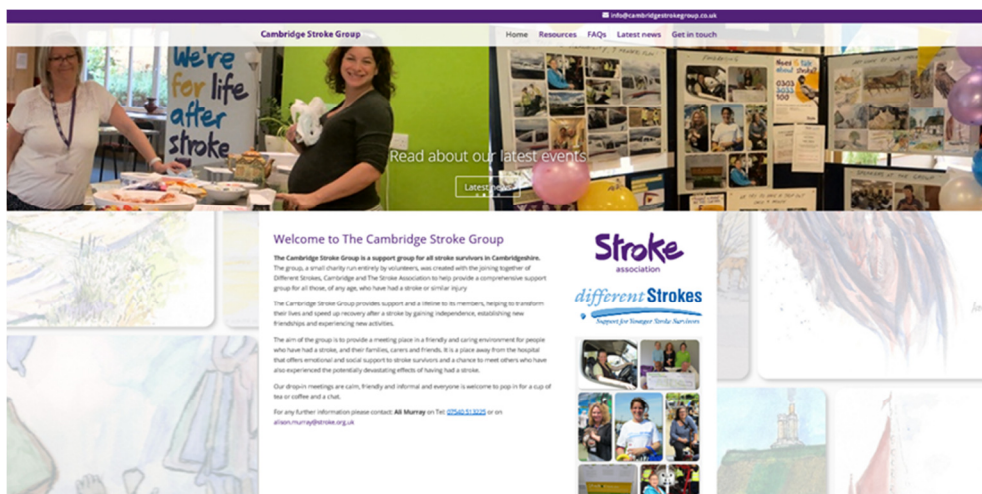 info@cambridgestrokegroup.co.uk
Cambridge Stroke Group
Home Resources FAQs Latest news Get in touch
We're
for life
after
stroke
Need to talk
about stroke?
0303
3033
100
Read about our latest events
Latest news
Welcome to The Cambridge Stroke Group
The Cambridge Stroke Group is a support group for all stroke survivors in Cambridgeshire.
The group, a small charity run entirely by volunteers, was created with the joining together of
Different Strokes, Cambridge and The Stroke Association to help provide a comprehensive support
group for all those, of any age, who have had a stroke or similar injury
The Cambridge Stroke Group provides support and a lifeline to its members, helping to transform
their lives and speed up recovery after a stroke by gaining independence, establishing new
friendships and experiencing new activities.
The aim of the group is to provide a meeting place in a friendly and caring environment for people
who have had a stroke, and their families, carers and friends. It is a place away from the hospital
that offers emotional and social support to stroke survivors and a chance to meet others who have
also experienced the potentially devastating effects of having had a stroke.
Our drop-in meetings are calm, friendly and informal and everyone is welcome to pop in for a cup of
tea or coffee and a chat.
For any further information please contact: Ali Murray on Tel: 07540 513225 or on
alison.murray@stroke.org.uk
Stroke
association
different Strokes
Support for Younger Stroke Survivors